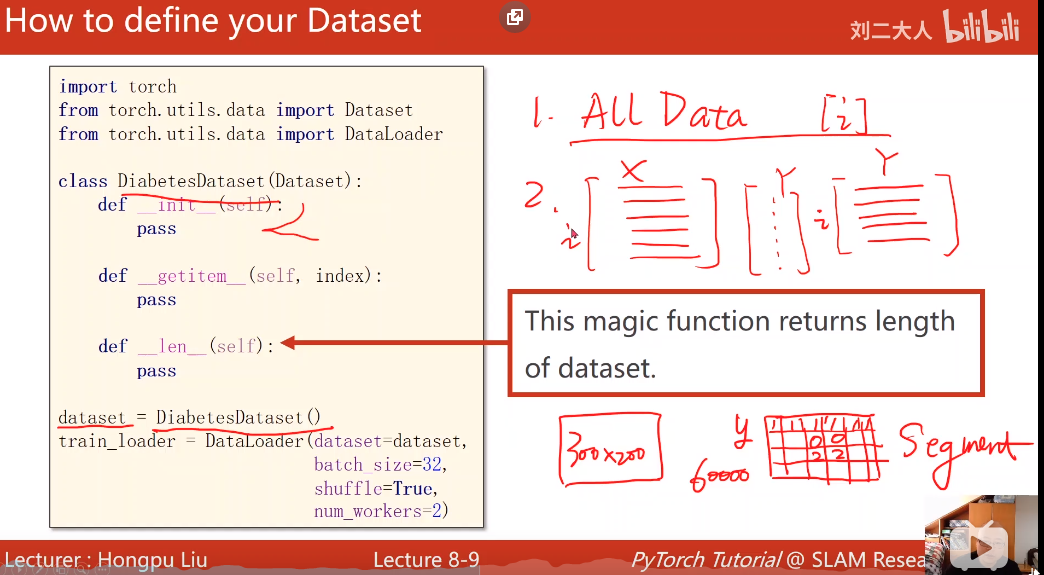 How to define your Dataset
刘二大人 bilibili
import torch
from torch.utils.data import Dataset
from torch.utils.data import DataLoader
class DiabetesDataset(Dataset):
def __init__(self):
pass
def __getitem__(self, index):
pass
def __len__(self):
pass
dataset = DiabetesDataset()
train_loader = DataLoader(dataset=dataset,
batch_size=32,
shuffle=True,
num_workers=2)
1. All Data [i]
2.
X Y Y
i i
This magic function returns length
of dataset.
300×200
y
60000
Segment
Lecturer : Hongpu Liu
Lecture 8-9
PyTorch Tutorial @ SLAM Resea